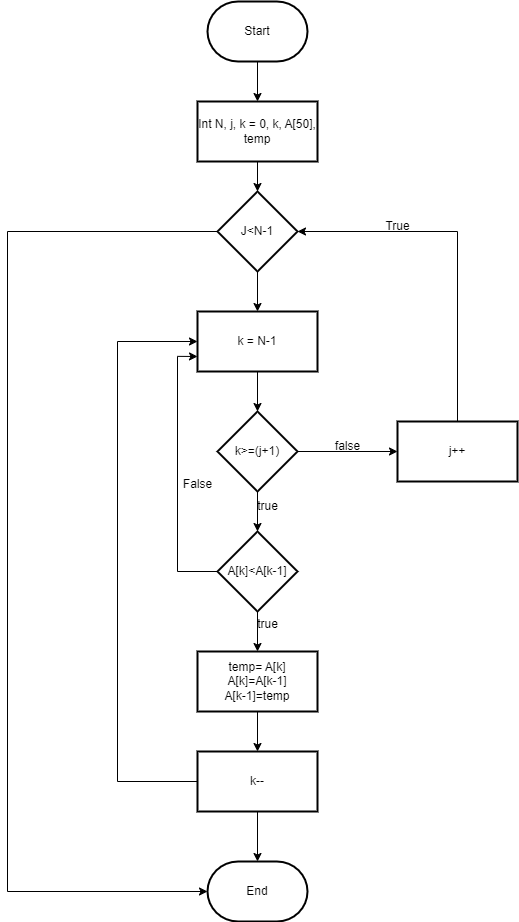 Start
Int N, j, k = 0, k, A[50],
temp
J<N-1
True
k = N-1
k>=(j+1)
false
j++
False
true
A[k]<A[k-1]
true
temp= A[k]
A[k]=A[k-1]
A[k-1]=temp
k--
End